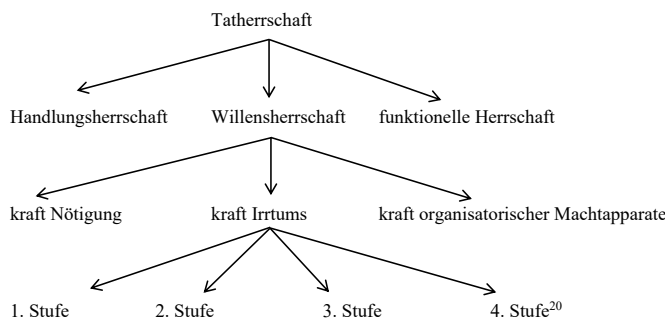 Tatherrschaft
Handlungsherrschaft Willensherrschaft funktionelle Herrschaft
kraft Nötigung kraft Irrtums kraft organisatorischer Machtapparate
1. Stufe 2. Stufe 3. Stufe 4. Stufe²⁰